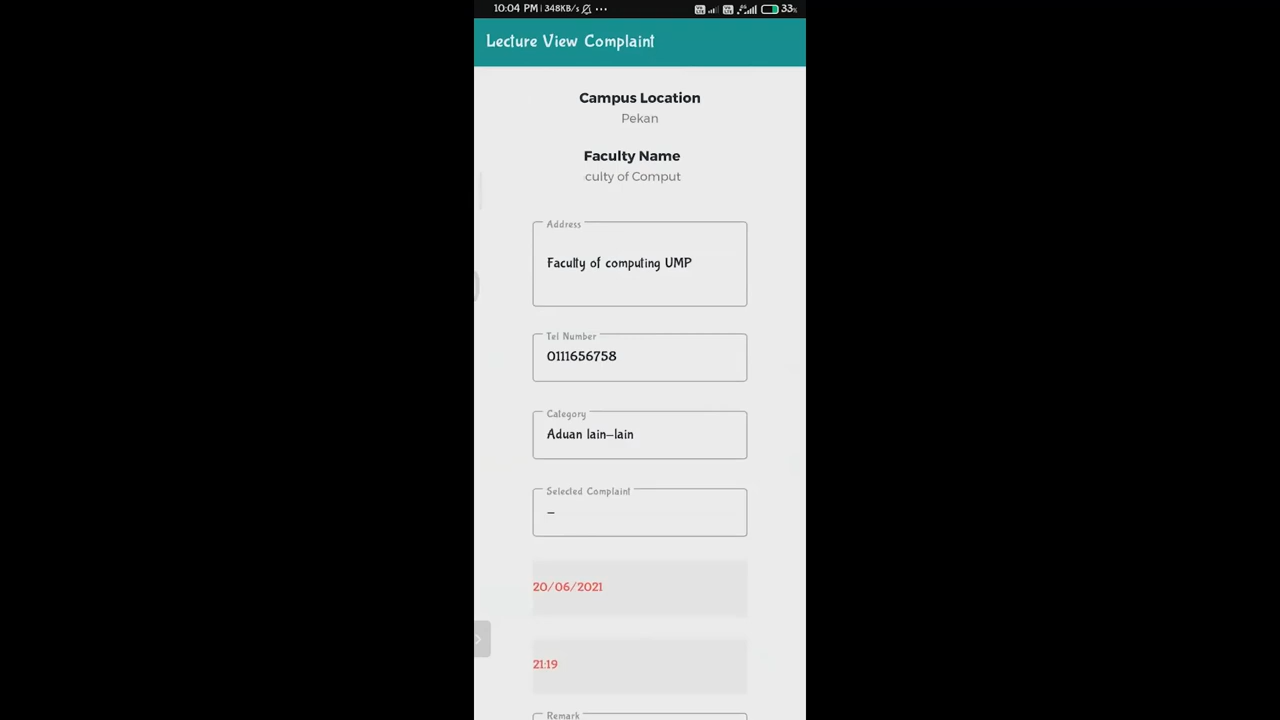 10:04 PM | 348KB/s ...
33%
Lecture View Complaint
Campus Location
Pekan
Faculty Name
culty of Comput
Address
Faculty of computing UMP
Tel Number
0111656758
Category
Aduan lain-lain
Selected Complaint
-
20/06/2021
21:19
Remark